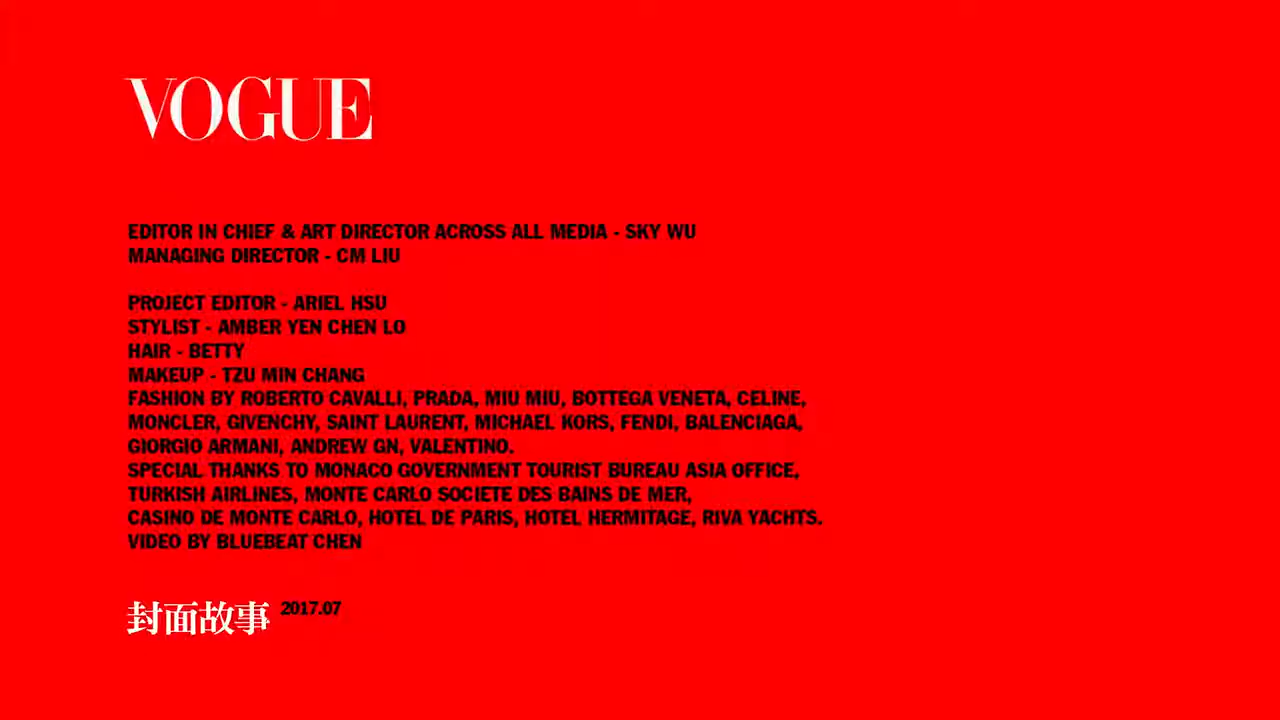 VOGUE
EDITOR IN CHIEF & ART DIRECTOR ACROSS ALL MEDIA - SKY WU
MANAGING DIRECTOR - CM LIU
PROJECT EDITOR - ARIEL HSU
STYLIST - AMBER YEN CHEN LO
HAIR - BETTY
MAKEUP - TZU MIN CHANG
FASHION BY ROBERTO CAVALLI, PRADA, MIU MIU, BOTTEGA VENETA, CELINE,
MONCLER, GIVENCHY, SAINT LAURENT, MICHAEL KORS, FENDI, BALENCIAGA,
GIORGIO ARMANI, ANDREW GN, VALENTINO.
SPECIAL THANKS TO MONACO GOVERNMENT TOURIST BUREAU ASIA OFFICE,
TURKISH AIRLINES, MONTE CARLO SOCIETE DES BAINS DE MER,
CASINO DE MONTE CARLO, HOTEL DE PARIS, HOTEL HERMITAGE, RIVA YACHTS.
VIDEO BY BLUEBEAT CHEN
封面故事 2017.07